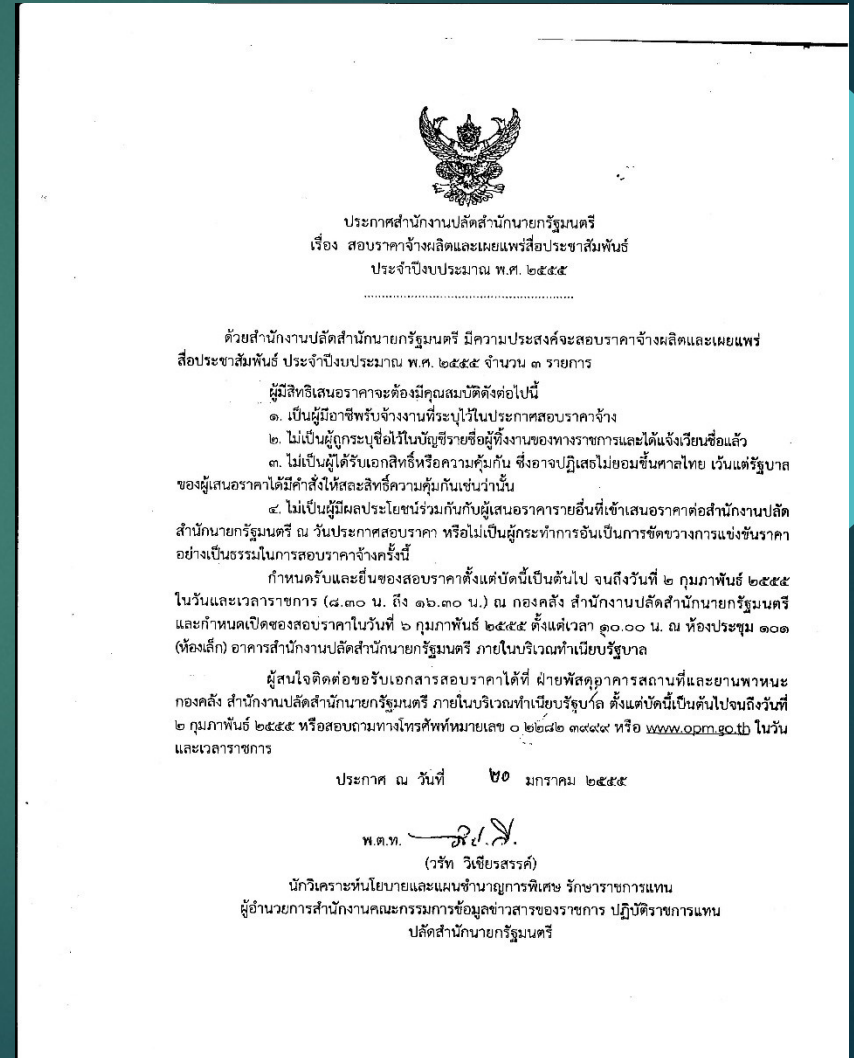 ประกาศสำนักงานปลัดสำนักนายกรัฐมนตรี
เรื่อง สอบราคาจ้างผลิตและเผยแพร่สื่อประชาสัมพันธ์
ประจำปีงบประมาณ พ.ศ. ๒๕๕๕
ด้วยสำนักงานปลัดสำนักนายกรัฐมนตรี มีความประสงค์จะสอบราคาจ้างผลิตและเผยแพร่
สื่อประชาสัมพันธ์ ประจำปีงบประมาณ พ.ศ. ๒๕๕๕ จำนวน ๓ รายการ
ผู้มีสิทธิเสนอราคาจะต้องมีคุณสมบัติดังต่อไปนี้
๑. เป็นผู้มีอาชีพรับจ้างงานที่ระบุไว้ในประกาศสอบราคาจ้าง
๒. ไม่เป็นผู้ถูกระบุชื่อไว้ในบัญชีรายชื่อผู้ทิ้งงานของทางราชการและได้แจ้งเวียนชื่อแล้ว
๓. ไม่เป็นผู้ได้รับเอกสิทธิ์หรือความคุ้มกัน ซึ่งอาจปฏิเสธไม่ยอมขึ้นศาลไทย เว้นแต่รัฐบาล
ของผู้เสนอราคาได้มีคำสั่งให้สละสิทธิ์ความคุ้มกันเช่นว่านั้น
๔. ไม่เป็นผู้มีผลประโยชน์ร่วมกันกับผู้เสนอราคารายอื่นที่เข้าเสนอราคาต่อสำนักงานปลัด
สำนักนายกรัฐมนตรี ณ วันประกาศสอบราคา หรือไม่เป็นผู้กระทำการอันเป็นการขัดขวางการแข่งขันราคา
อย่างเป็นธรรมในการสอบราคาจ้างครั้งนี้
กำหนดรับและยื่นซองสอบราคาตั้งแต่บัดนี้เป็นต้นไป จนถึงวันที่ ๒ กุมภาพันธ์ ๒๕๕๕
ในวันและเวลาราชการ (๘.๓๐ น. ถึง ๑๖.๓๐ น.) ณ กองคลัง สำนักงานปลัดสำนักนายกรัฐมนตรี
และกำหนดเปิดซองสอบราคาในวันที่ ๖ กุมภาพันธ์ ๒๕๕๕ ตั้งแต่เวลา ๑๐.๐๐ น. ณ ห้องประชุม ๑๐๑
(ห้องเล็ก) อาคารสำนักงานปลัดสำนักนายกรัฐมนตรี ภายในบริเวณทำเนียบรัฐบาล
ผู้สนใจติดต่อขอรับเอกสารสอบราคาได้ที่ ฝ่ายพัสดุอาคารสถานที่และยานพาหนะ
กองคลัง สำนักงานปลัดสำนักนายกรัฐมนตรี ภายในบริเวณทำเนียบรัฐบาล ตั้งแต่บัดนี้เป็นต้นไปจนถึงวันที่
๒ กุมภาพันธ์ ๒๕๕๕ หรือสอบถามทางโทรศัพท์หมายเลข ๐ ๒๒๘๒ ๓๙๙๙ หรือ www.opm.go.th ในวัน
และเวลาราชการ
ประกาศ ณ วันที่ ๒๐ มกราคม ๒๕๕๕
พ.ต.ท.
(วรัท วิเชียรสรรค์)
นักวิเคราะห์นโยบายและแผนชำนาญการพิเศษ รักษาราชการแทน
ผู้อำนวยการสำนักงานคณะกรรมการข้อมูลข่าวสารของราชการ ปฏิบัติราชการแทน
ปลัดสำนักนายกรัฐมนตรี